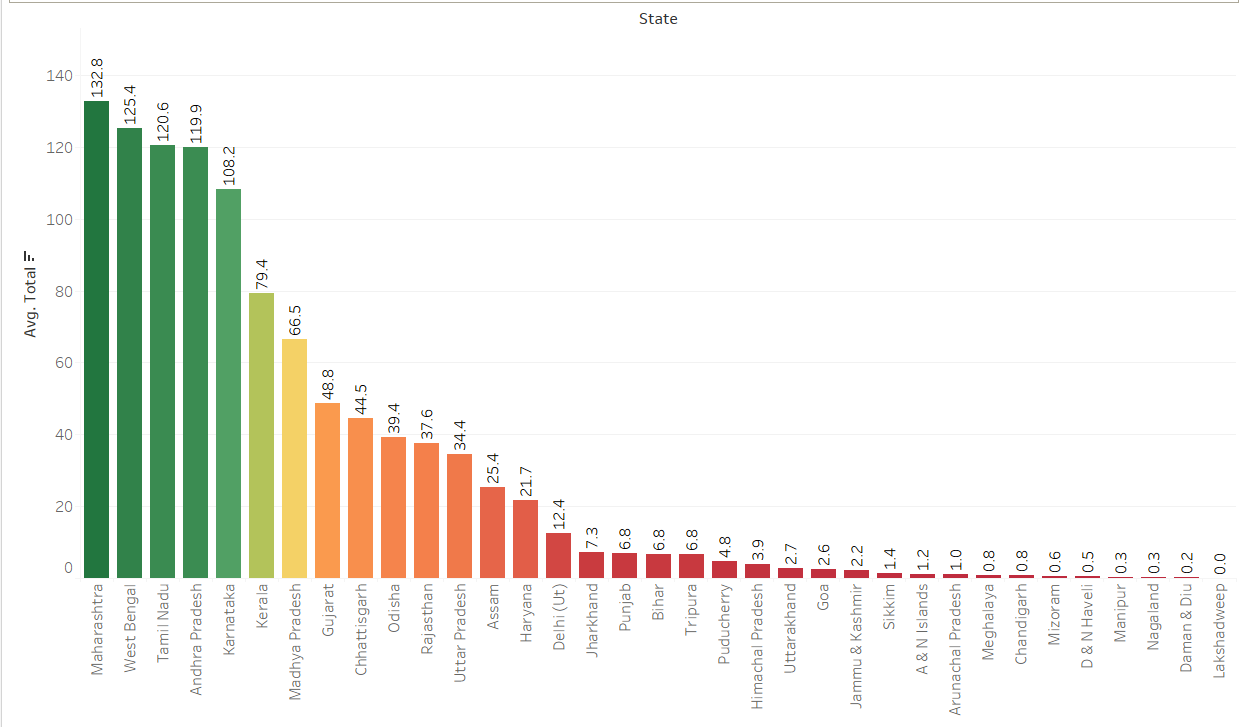 State
Avg. Total
140
120
100
80
60
40
20
0
132.8
125.4
120.6
119.9
108.2
79.4
66.5
48.8
44.5
39.4
37.6
34.4
25.4
21.7
12.4
7.3
6.8
6.8
6.8
4.8
3.9
2.7
2.6
2.2
1.4
1.2
1.0
0.8
0.8
0.6
0.5
0.3
0.3
0.2
0.0
Maharashtra
West Bengal
Tamil Nadu
Andhra Pradesh
Karnataka
Kerala
Madhya Pradesh
Gujarat
Chhattisgarh
Odisha
Rajasthan
Uttar Pradesh
Assam
Haryana
Delhi (Ut)
Jharkhand
Punjab
Bihar
Tripura
Puducherry
Himachal Pradesh
Uttarakhand
Goa
Jammu & Kashmir
Sikkim
A & N Islands
Arunachal Pradesh
Meghalaya
Chandigarh
Mizoram
D & N Haveli
Manipur
Nagaland
Daman & Diu
Lakshadweep